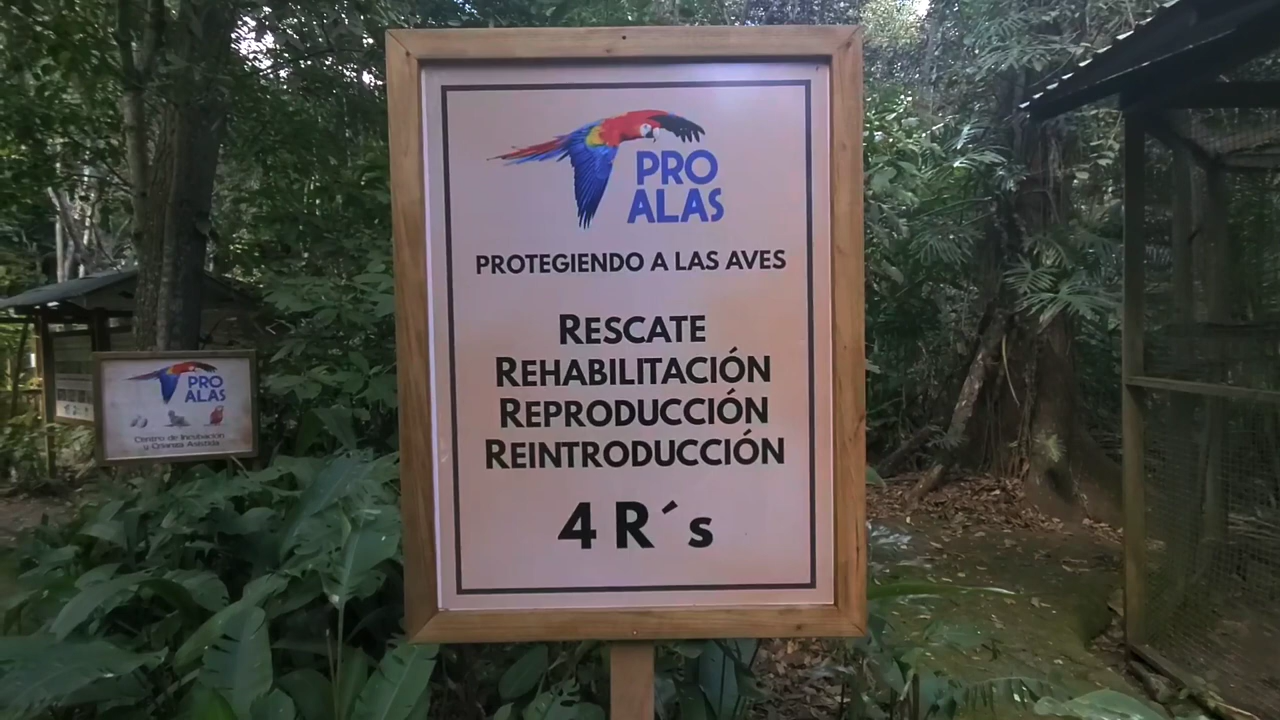 PRO
ALAS
PROTEGIENDO A LAS AVES
RESCATE
REHABILITACIÓN
REPRODUCCIÓN
REINTRODUCCIÓN
4 R´s
PRO
ALAS
Centro de Incubación
y Crianza Asistida